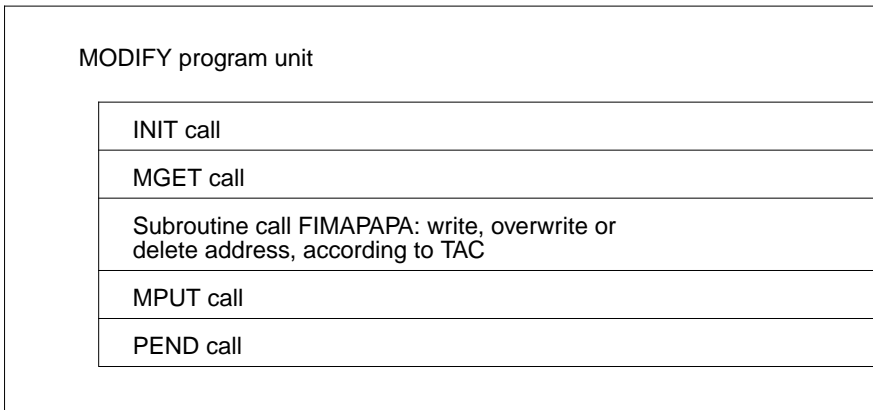 MODIFY program unit
INIT call
MGET call
Subroutine call FIMAPAPA: write, overwrite or
delete address, according to TAC
MPUT call
PEND call